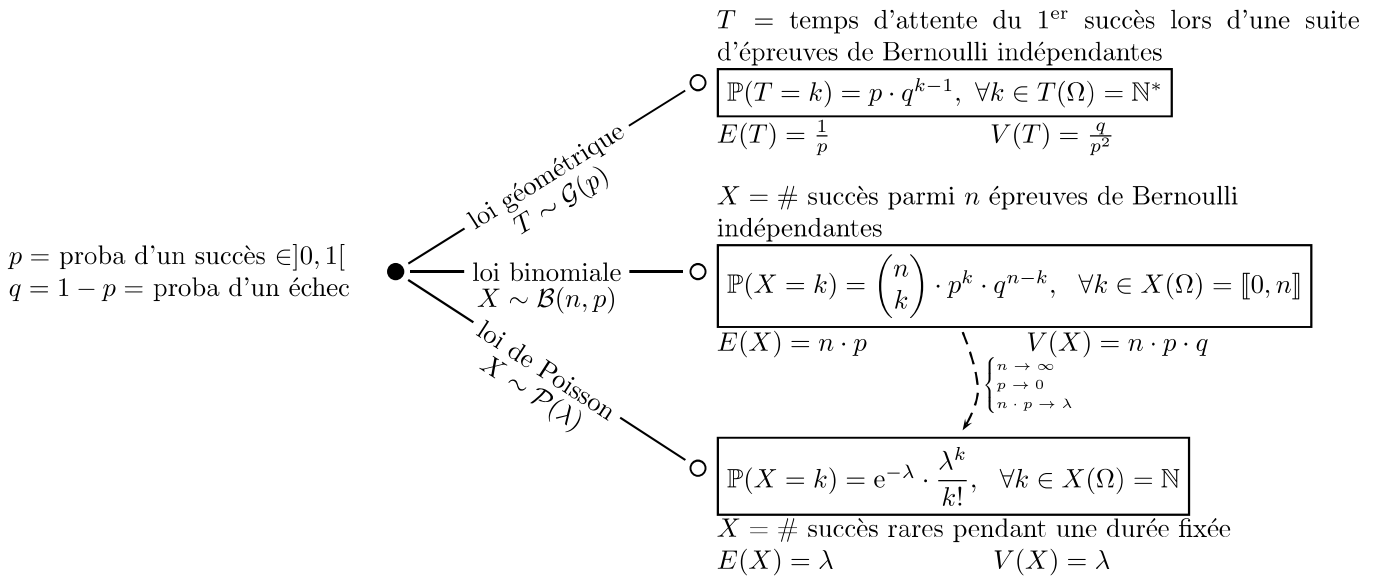 p = proba d'un succès ∈]0, 1[
q = 1 − p = proba d'un échec
loi géométrique
T ∼ 𝒢(p)
T = temps d'attente du 1er succès lors d'une suite
d'épreuves de Bernoulli indépendantes
ℙ(T = k) = p · q^{k−1}, ∀k ∈ T(Ω) = ℕ*
E(T) = 1/p V(T) = q/p²
loi binomiale
X ∼ ℬ(n, p)
X = # succès parmi n épreuves de Bernoulli
indépendantes
ℙ(X = k) = (n k) · p^k · q^{n−k}, ∀k ∈ X(Ω) = ⟦0, n⟧
E(X) = n · p V(X) = n · p · q
{ n → ∞
p → 0
n · p → λ
loi de Poisson
X ∼ 𝒫(λ)
ℙ(X = k) = e^{−λ} · λ^k/k!, ∀k ∈ X(Ω) = ℕ
X = # succès rares pendant une durée fixée
E(X) = λ V(X) = λ